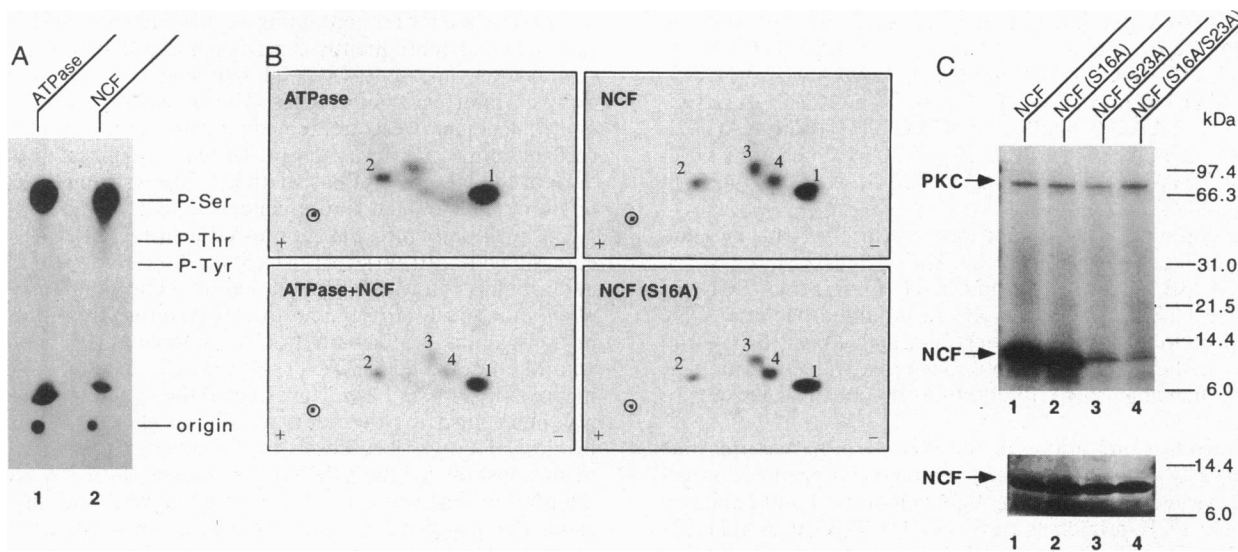 A
ATPase
NCF
P-Ser
P-Thr
P-Tyr
origin
1 2
B
ATPase
2
1
+ −
NCF
3
4
2
1
+ −
ATPase+NCF
3
4
2
1
+ −
NCF (S16A)
3
4
2
1
+ −
C
NCF
NCF (S16A)
NCF (S23A)
NCF (S16A/S23A)
kDa
PKC
97.4
66.3
31.0
21.5
14.4
NCF
6.0
1 2 3 4
14.4
NCF
6.0
1 2 3 4